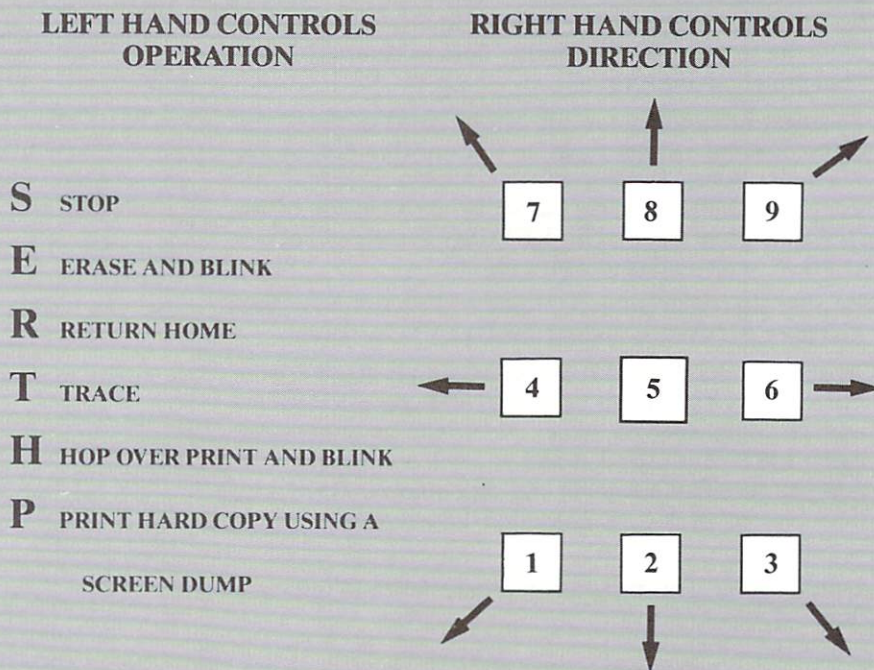 LEFT HAND CONTROLS
OPERATION
RIGHT HAND CONTROLS
DIRECTION
S STOP
E ERASE AND BLINK
R RETURN HOME
T TRACE
H HOP OVER PRINT AND BLINK
P PRINT HARD COPY USING A
SCREEN DUMP
7 8 9
4 5 6
1 2 3